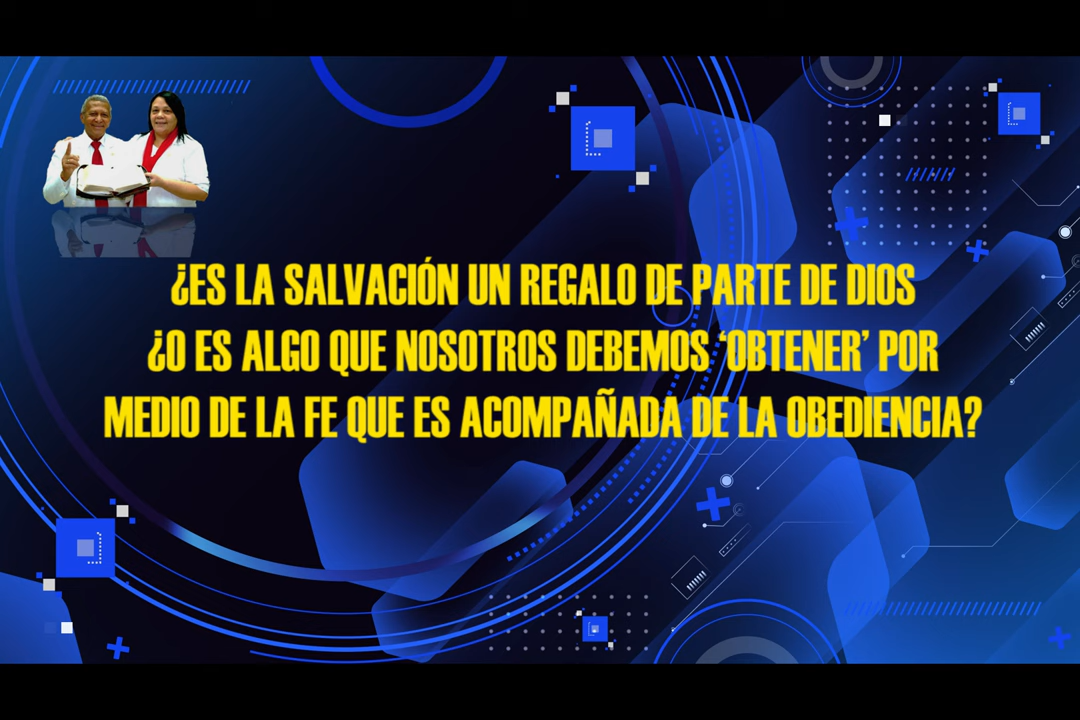 ¿ES LA SALVACIÓN UN REGALO DE PARTE DE DIOS
¿O ES ALGO QUE NOSOTROS DEBEMOS ‘OBTENER’ POR
MEDIO DE LA FE QUE ES ACOMPAÑADA DE LA OBEDIENCIA?